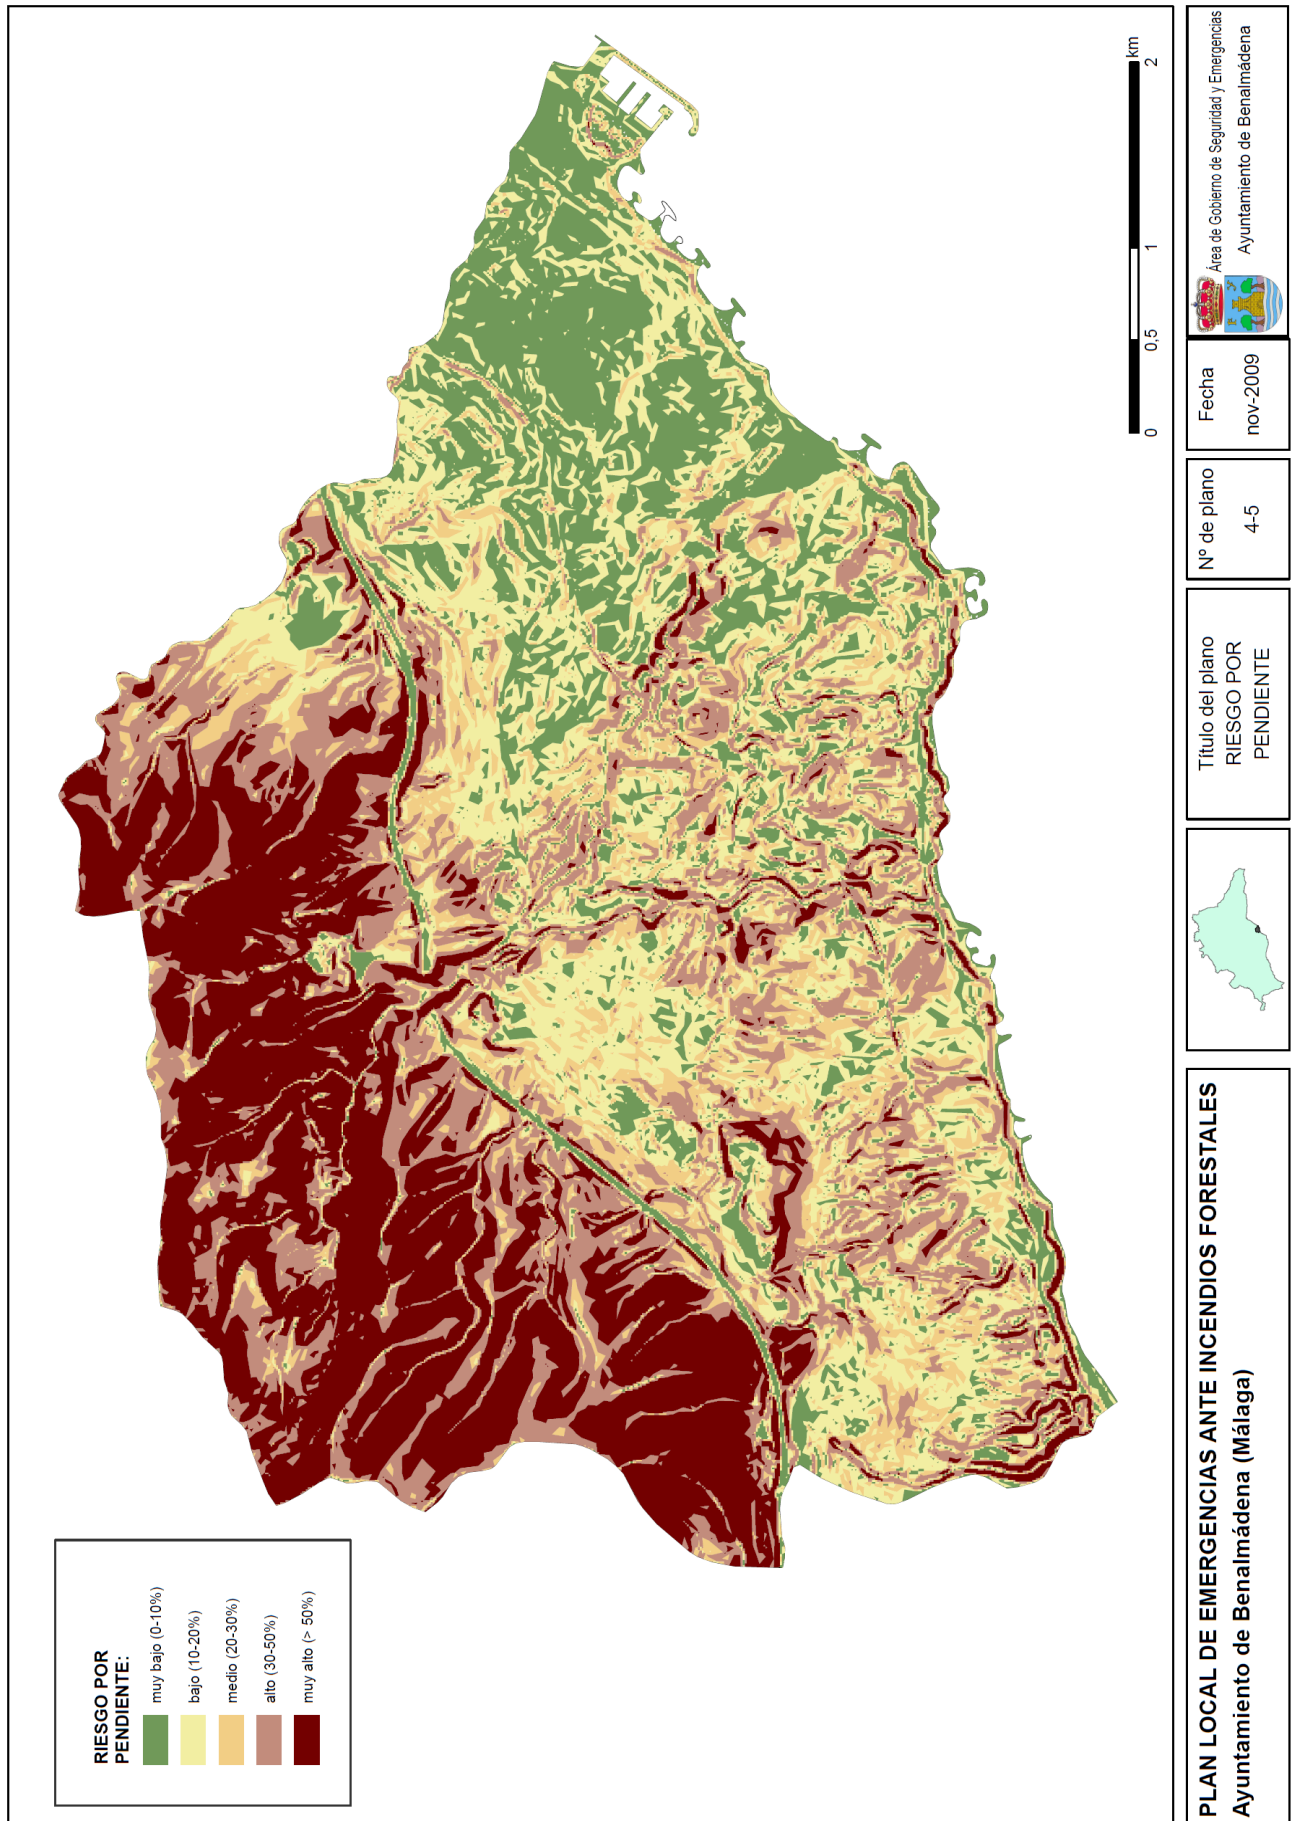 RIESGO POR
PENDIENTE:
muy bajo (0-10%)
bajo (10-20%)
medio (20-30%)
alto (30-50%)
muy alto (> 50%)
0
0,5
1
2
km
PLAN LOCAL DE EMERGENCIAS ANTE INCENDIOS FORESTALES
Ayuntamiento de Benalmádena (Málaga)
Título del plano
RIESGO POR
PENDIENTE
Nº de plano
4-5
Fecha
nov-2009
Área de Gobierno de Seguridad y Emergencias
Ayuntamiento de Benalmádena